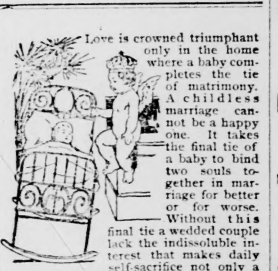 Love is crowned triumphant
only in the home
where a baby com-
pletes the tie
of matrimony.
A childless
marriage can-
not be a happy
one. It takes
the final tie of
a baby to bind
two souls to-
gether in mar-
riage for better
or for worse.
Without this
final tie a wedded couple
lack the indissoluble in-
terest that makes daily
self-sacrifice not only a